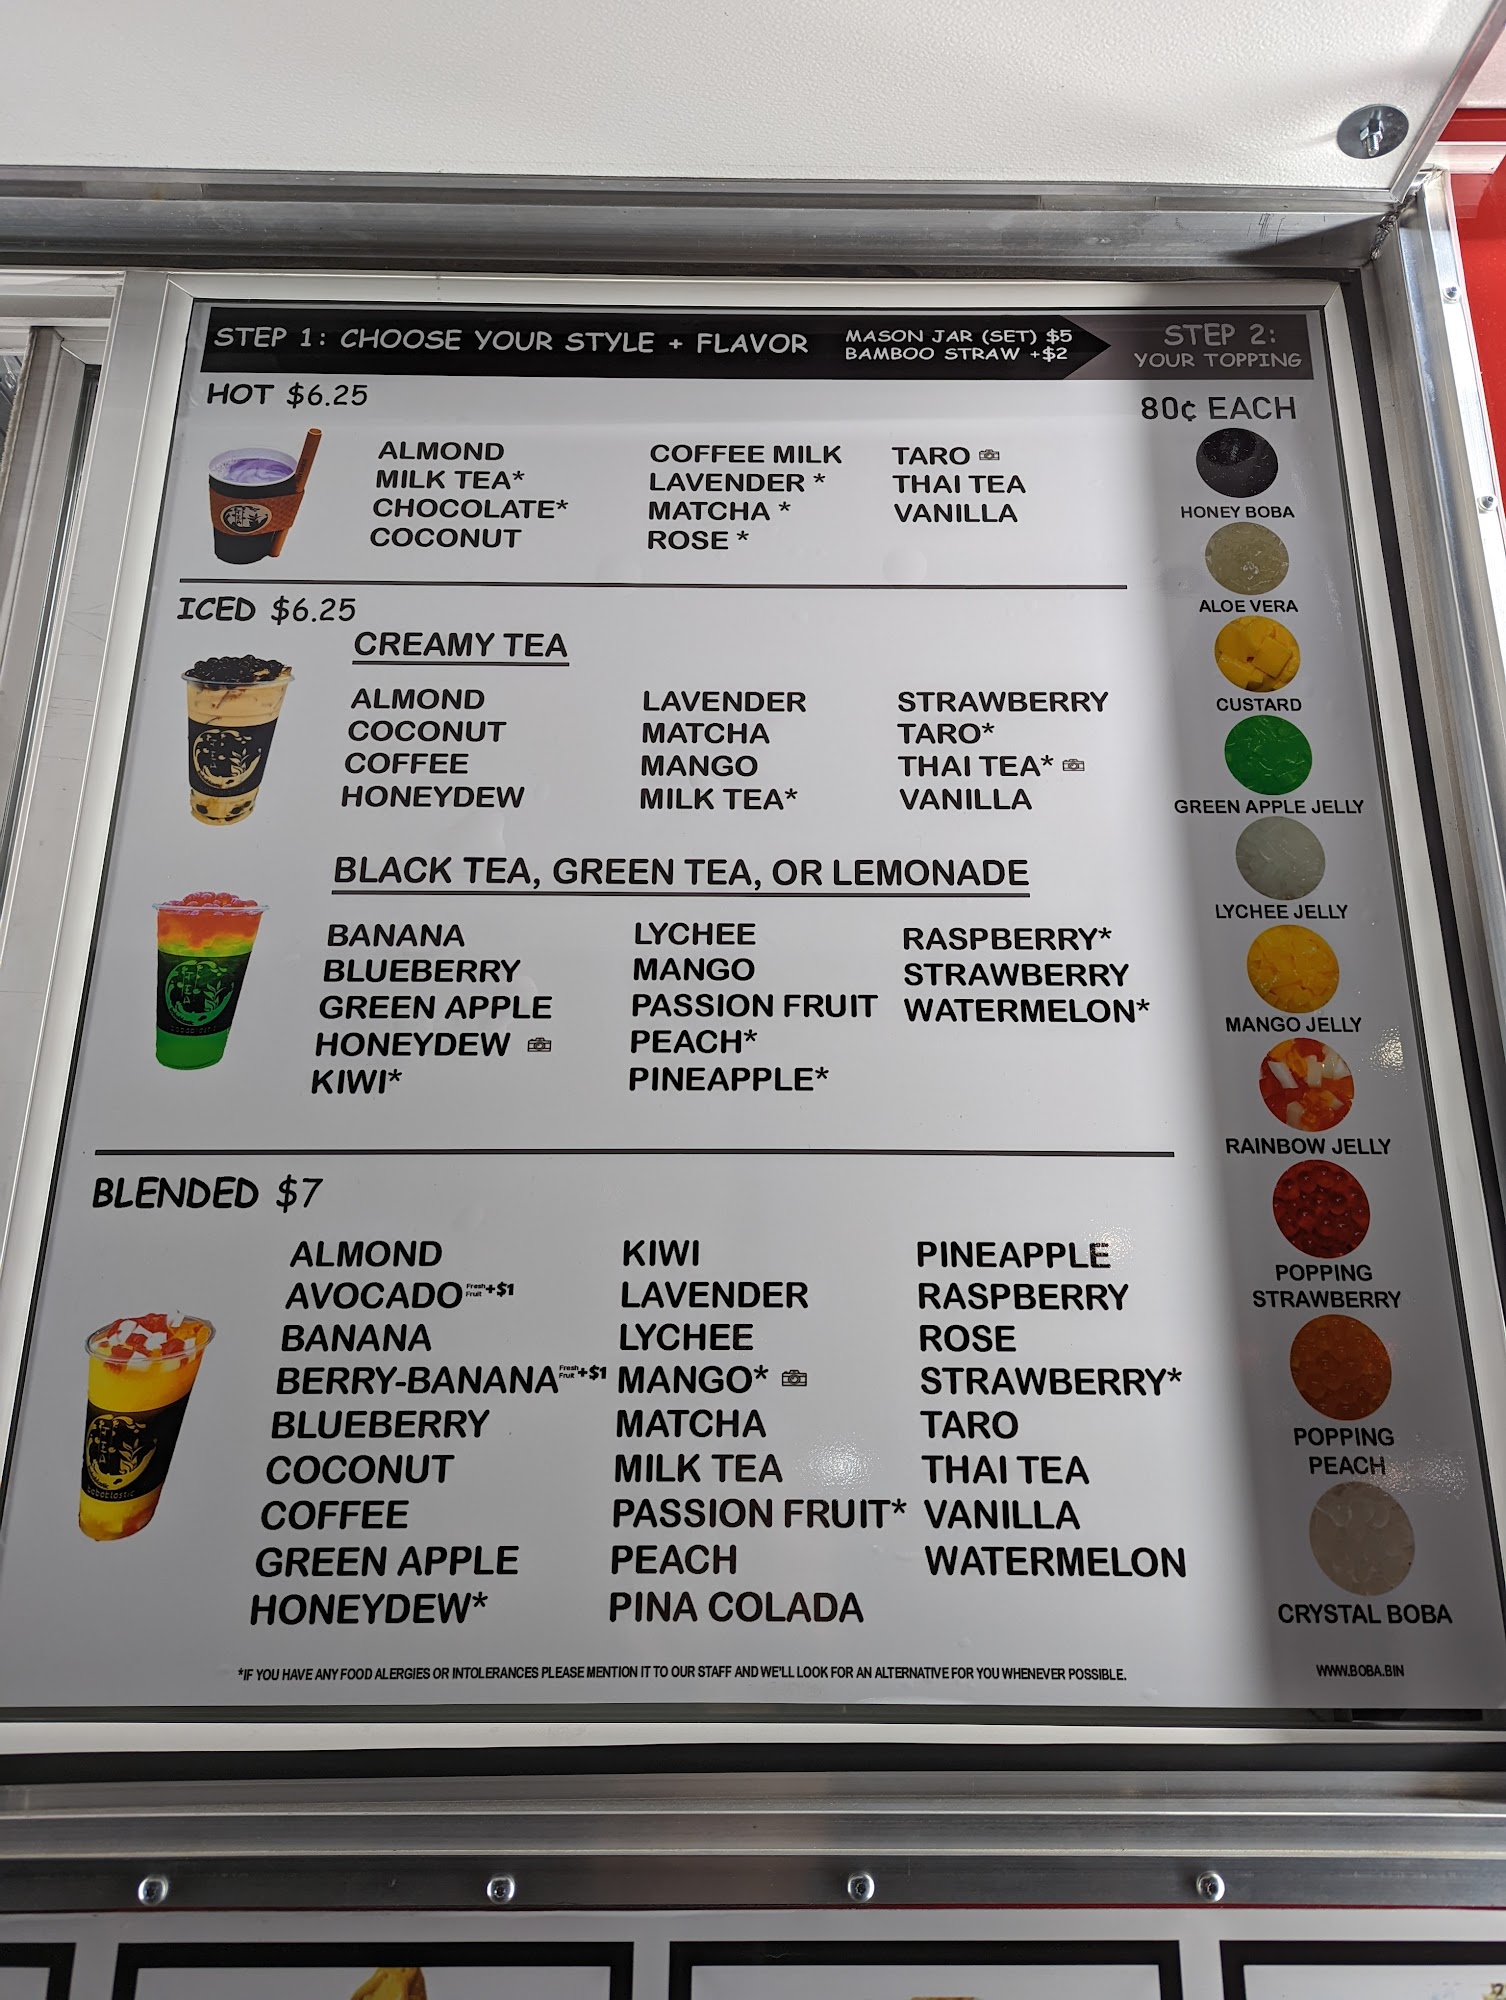 STEP 1: CHOOSE YOUR STYLE + FLAVOR
MASON JAR (SET) $5
BAMBOO STRAW +$2
STEP 2:
YOUR TOPPING
HOT $6.25
ALMOND
MILK TEA*
CHOCOLATE*
COCONUT
COFFEE MILK
LAVENDER *
MATCHA *
ROSE *
TARO
THAI TEA
VANILLA
ICED $6.25
CREAMY TEA
ALMOND
COCONUT
COFFEE
HONEYDEW
LAVENDER
MATCHA
MANGO
MILK TEA*
STRAWBERRY
TARO*
THAI TEA*
VANILLA
BLACK TEA, GREEN TEA, OR LEMONADE
BANANA
BLUEBERRY
GREEN APPLE
HONEYDEW
KIWI*
LYCHEE
MANGO
PASSION FRUIT
PEACH*
PINEAPPLE*
RASPBERRY*
STRAWBERRY
WATERMELON*
BLENDED $7
ALMOND
AVOCADO Fresh Fruit +$1
BANANA
BERRY-BANANA Fresh Fruit +$1
BLUEBERRY
COCONUT
COFFEE
GREEN APPLE
HONEYDEW*
KIWI
LAVENDER
LYCHEE
MANGO*
MATCHA
MILK TEA
PASSION FRUIT*
PEACH
PINA COLADA
PINEAPPLE
RASPBERRY
ROSE
STRAWBERRY*
TARO
THAI TEA
VANILLA
WATERMELON
*IF YOU HAVE ANY FOOD ALERGIES OR INTOLERANCES PLEASE MENTION IT TO OUR STAFF AND WE'LL LOOK FOR AN ALTERNATIVE FOR YOU WHENEVER POSSIBLE.
80¢ EACH
HONEY BOBA
ALOE VERA
CUSTARD
GREEN APPLE JELLY
LYCHEE JELLY
MANGO JELLY
RAINBOW JELLY
POPPING
STRAWBERRY
POPPING
PEACH
CRYSTAL BOBA
WWW.BOBA.BIN